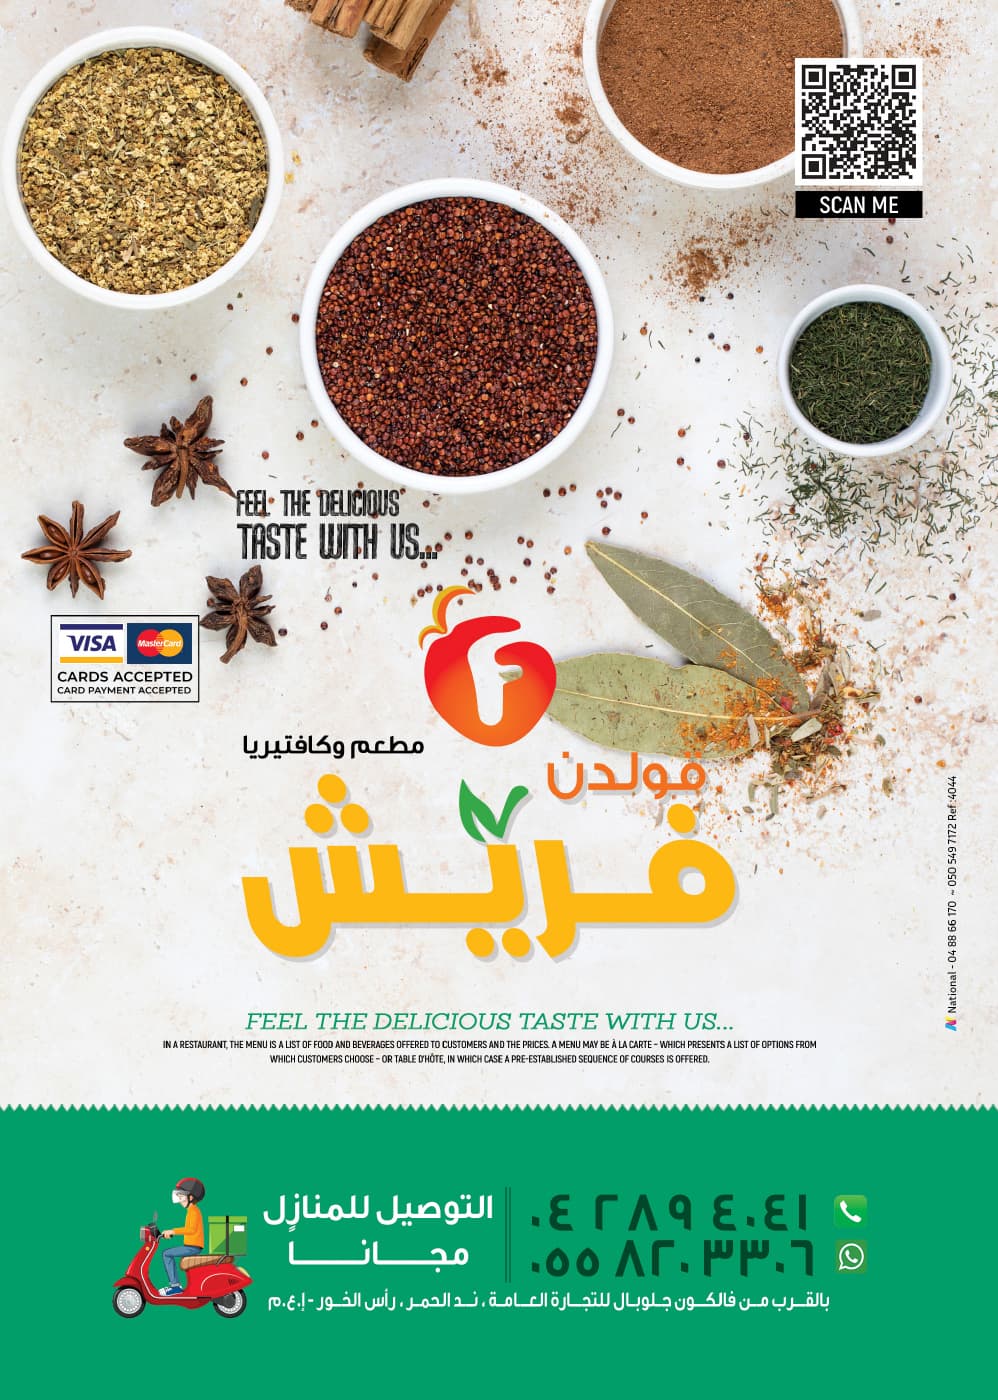 SCAN ME
FEEL THE DELICIOUS
TASTE WITH US...
VISA
MasterCard
CARDS ACCEPTED
CARD PAYMENT ACCEPTED
مطعم وكافتيريا
قولدن
فريش
National - 04 88 66 170 ~ 050 549 7172 Ref :4044
FEEL THE DELICIOUS TASTE WITH US...
IN A RESTAURANT, THE MENU IS A LIST OF FOOD AND BEVERAGES OFFERED TO CUSTOMERS AND THE PRICES. A MENU MAY BE À LA CARTE – WHICH PRESENTS A LIST OF OPTIONS FROM
WHICH CUSTOMERS CHOOSE – OR TABLE D'HÔTE, IN WHICH CASE A PRE-ESTABLISHED SEQUENCE OF COURSES IS OFFERED.
٠٤ ٢٨٩ ٤٠٤١
٠٥٥ ٨٢٠٣٣٠٦
التوصيل للمنازل
مجانـــا
بالقرب من فالكون جلوبال للتجارة العامة ، ند الحمر ، رأس الخور - إ.ع.م